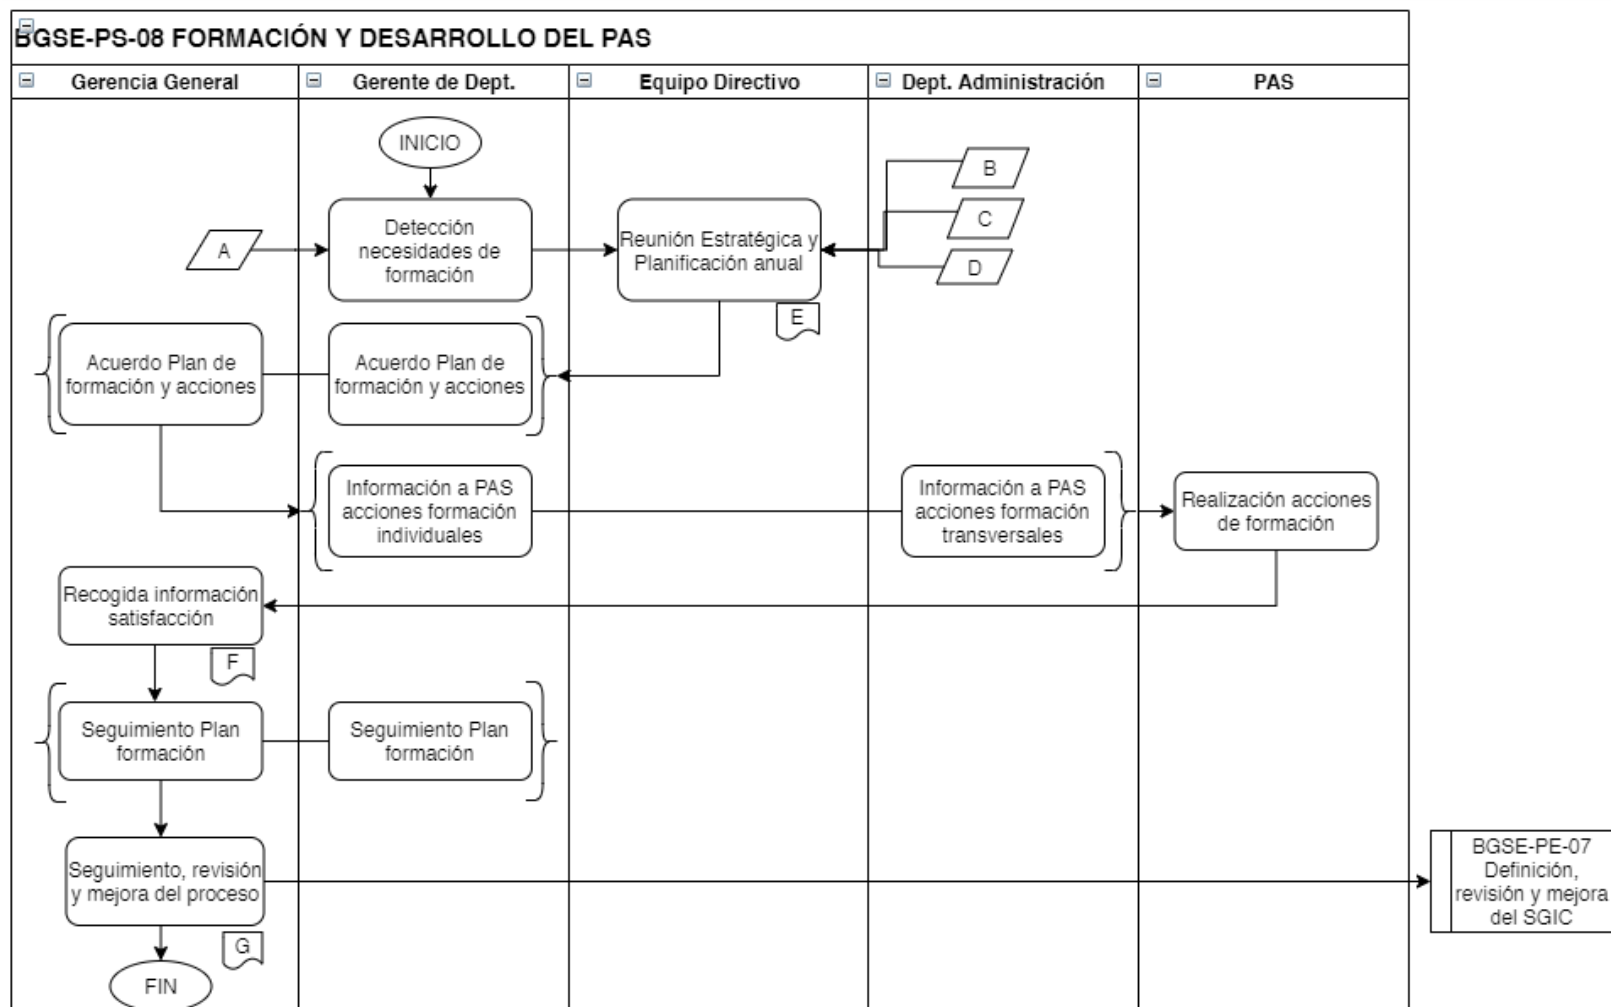 BGSE-PS-08 FORMACIÓN Y DESARROLLO DEL PAS
Gerencia General
Gerente de Dept.
Equipo Directivo
Dept. Administración
PAS
INICIO
B
A
Detección
necesidades de
formación
Reunión Estratégica y
Planificación anual
C
D
E
Acuerdo Plan de
formación y acciones
Acuerdo Plan de
formación y acciones
Información a PAS
acciones formación
individuales
Información a PAS
acciones formación
transversales
Realización acciones
de formación
Recogida información
satisfacción
F
Seguimiento Plan
formación
Seguimiento Plan
formación
Seguimiento, revisión
y mejora del proceso
BGSE-PE-07
Definición,
revisión y mejora
del SGIC
G
FIN